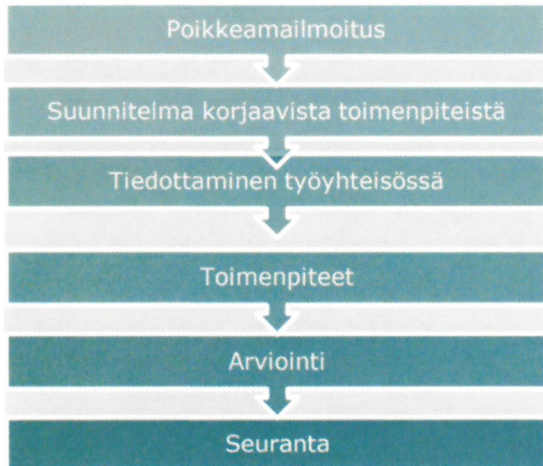 Poikkeamailmoitus
Suunnitelma korjaavista toimenpiteistä
Tiedottaminen työyhteisössä
Toimenpiteet
Arviointi
Seuranta